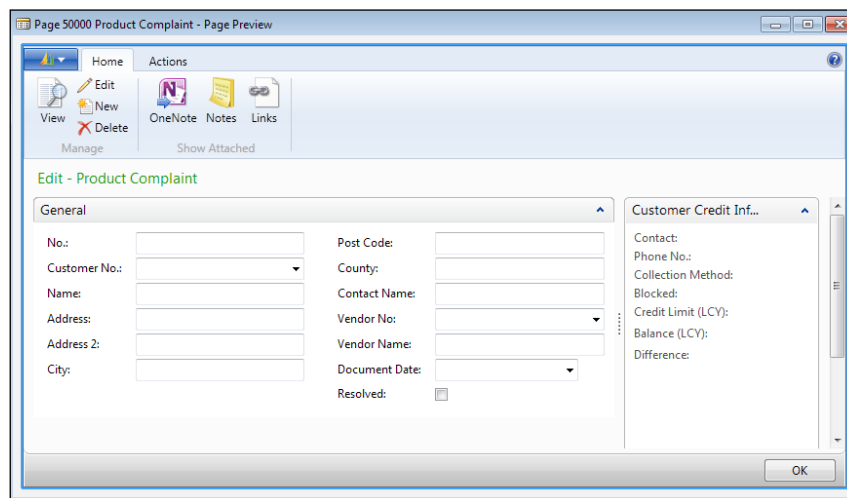 Page 50000 Product Complaint - Page Preview
Home Actions
View
Edit
New
Delete
Manage
OneNote Notes Links
Show Attached
Edit - Product Complaint
General
No.:
Customer No.:
Name:
Address:
Address 2:
City:
Post Code:
County:
Contact Name:
Vendor No:
Vendor Name:
Document Date:
Resolved:
Customer Credit Inf...
Contact:
Phone No.:
Collection Method:
Blocked:
Credit Limit (LCY):
Balance (LCY):
Difference:
OK